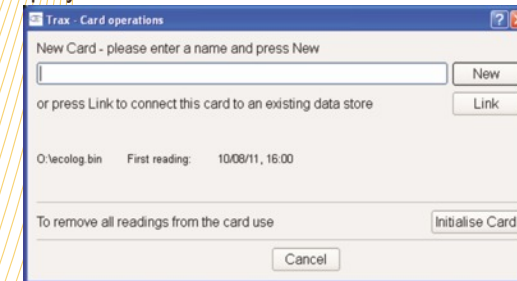 Trax - Card operations
New Card - please enter a name and press New
New
or press Link to connect this card to an existing data store
Link
O:\ecolog.bin First reading: 10/08/11, 16:00
To remove all readings from the card use
Initialise Card
Cancel